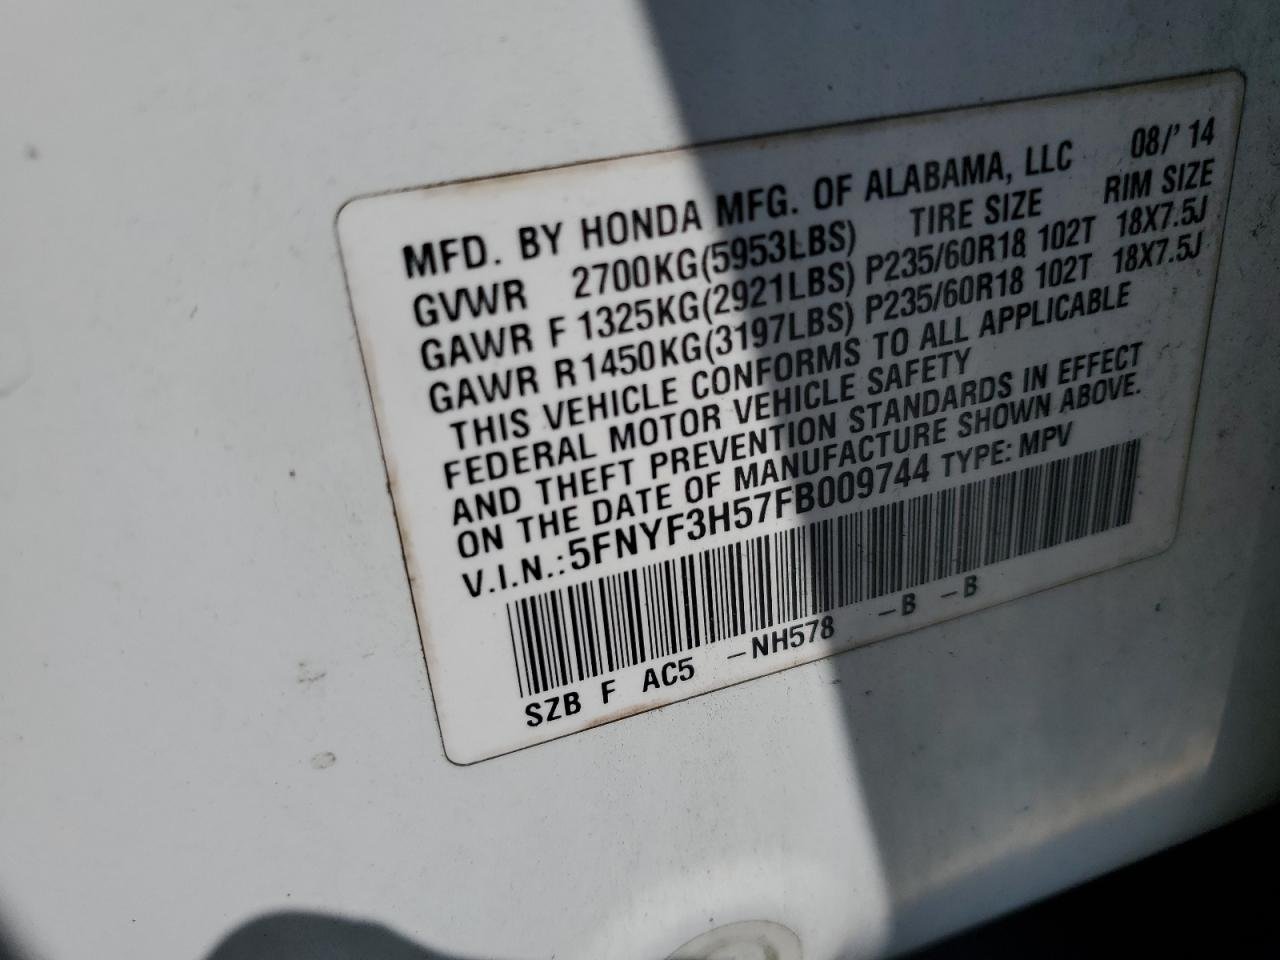 MFD. BY HONDA MFG. OF ALABAMA, LLC 08/' 14
GVWR 2700KG(5953LBS) TIRE SIZE RIM SIZE
GAWR F 1325KG(2921LBS) P235/60R18 102T 18X7.5J
GAWR R 1450KG(3197LBS) P235/60R18 102T 18X7.5J
THIS VEHICLE CONFORMS TO ALL APPLICABLE
FEDERAL MOTOR VEHICLE SAFETY
AND THEFT PREVENTION STANDARDS IN EFFECT
ON THE DATE OF MANUFACTURE SHOWN ABOVE.
V.I.N.:5FNYF3H57FB009744 TYPE: MPV
SZB F AC5 –NH578 –B –B